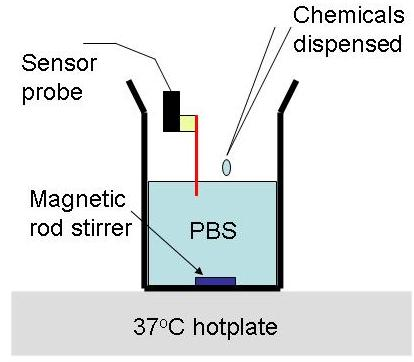 Chemicals
dispensed
Sensor
probe
Magnetic
rod stirrer
PBS
37°C hotplate